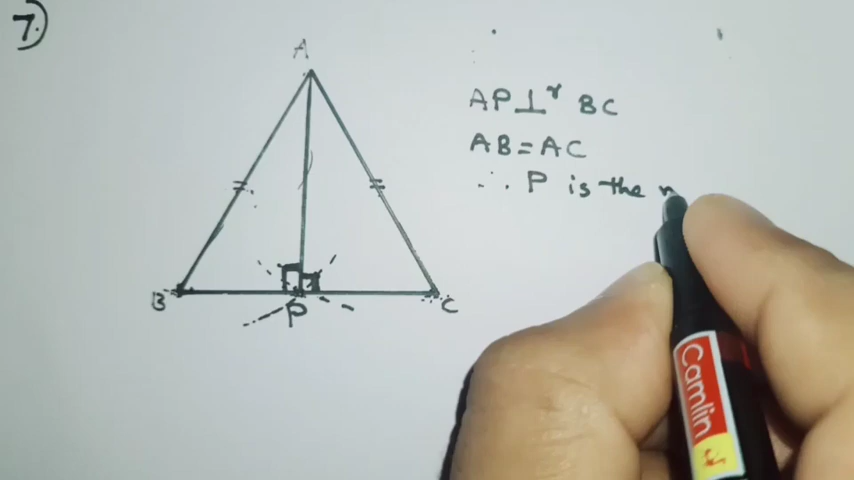 7.)
A
AP ⊥r BC
AB = AC
∴ P is the
B
P
C
Camlin